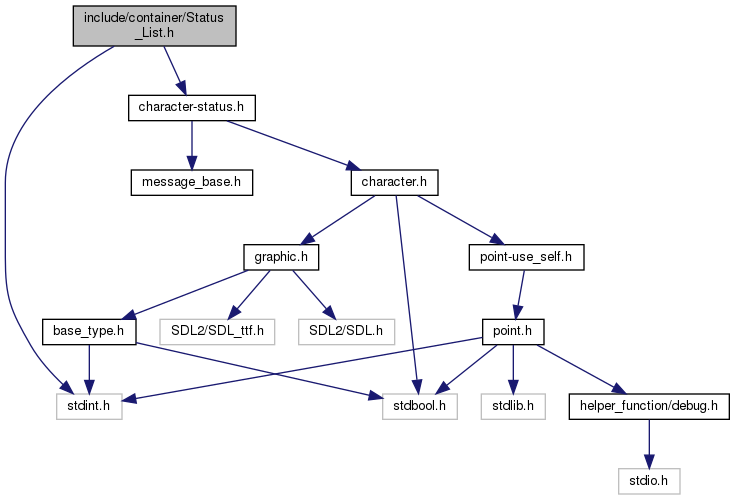 include/container/Status
_List.h
character-status.h
message_base.h
character.h
graphic.h
point-use_self.h
base_type.h
SDL2/SDL_ttf.h
SDL2/SDL.h
point.h
stdint.h
stdbool.h
stdlib.h
helper_function/debug.h
stdio.h